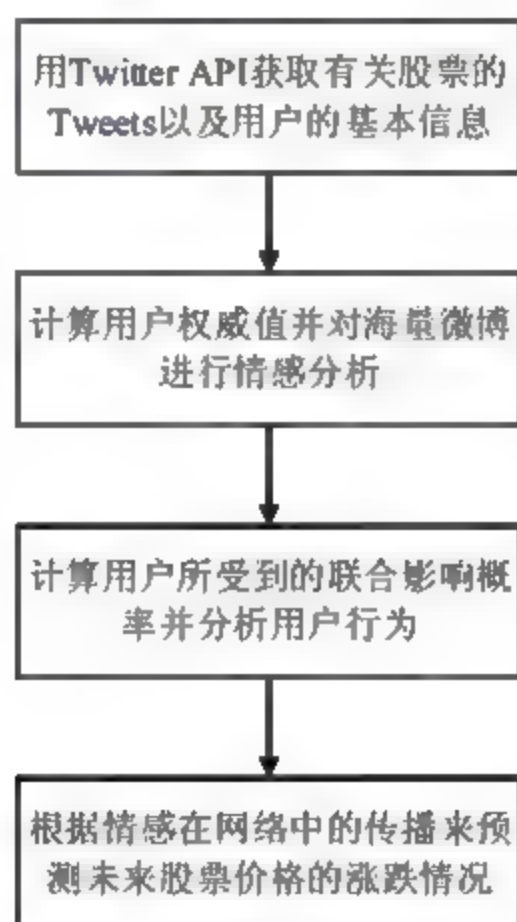 用Twitter API获取有关股票的
Tweets以及用户的基本信息
计算用户权威值并对海量微博
进行情感分析
计算用户所受到的联合影响概
率并分析用户行为
根据情感在网络中的传播来预
测未来股票价格的涨跌情况